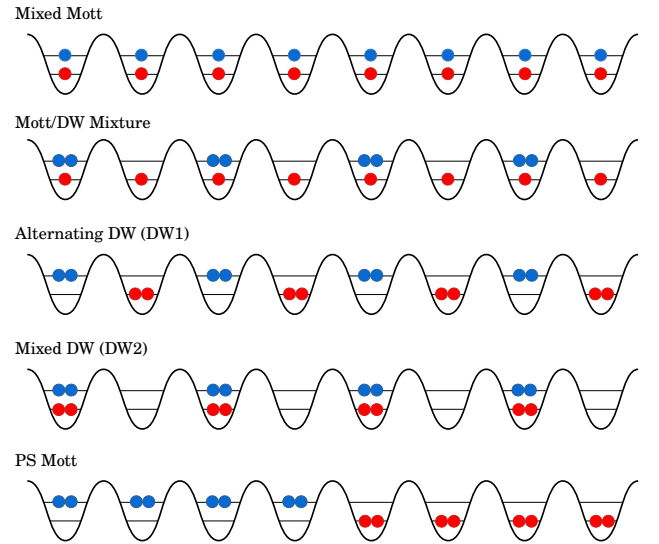 Mixed Mott
Mott/DW Mixture
Alternating DW (DW1)
Mixed DW (DW2)
PS Mott